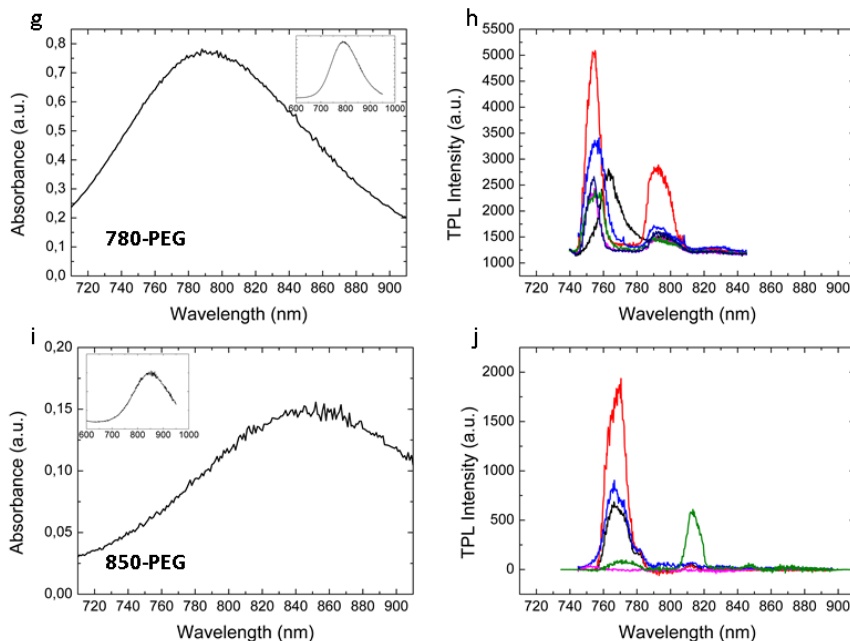 g
0,8
0,7
0,6
0,5
0,4
0,3
0,2
0,1
0,0
Absorbance (a.u.)
600 700 800 900 1000
780-PEG
720 740 760 780 800 820 840 860 880 900
Wavelength (nm)
h
5500
5000
4500
4000
3500
3000
2500
2000
1500
1000
TPL Intensity (a.u.)
720 740 760 780 800 820 840 860 880 900
Wavelength (nm)
i
0,20
0,15
0,10
0,05
0,00
Absorbance (a.u.)
600 700 800 900 1000
850-PEG
720 740 760 780 800 820 840 860 880 900
Wavelength (nm)
j
2000
1500
1000
500
0
TPL Intensity (a.u.)
720 740 760 780 800 820 840 860 880 900
Wavelength (nm)